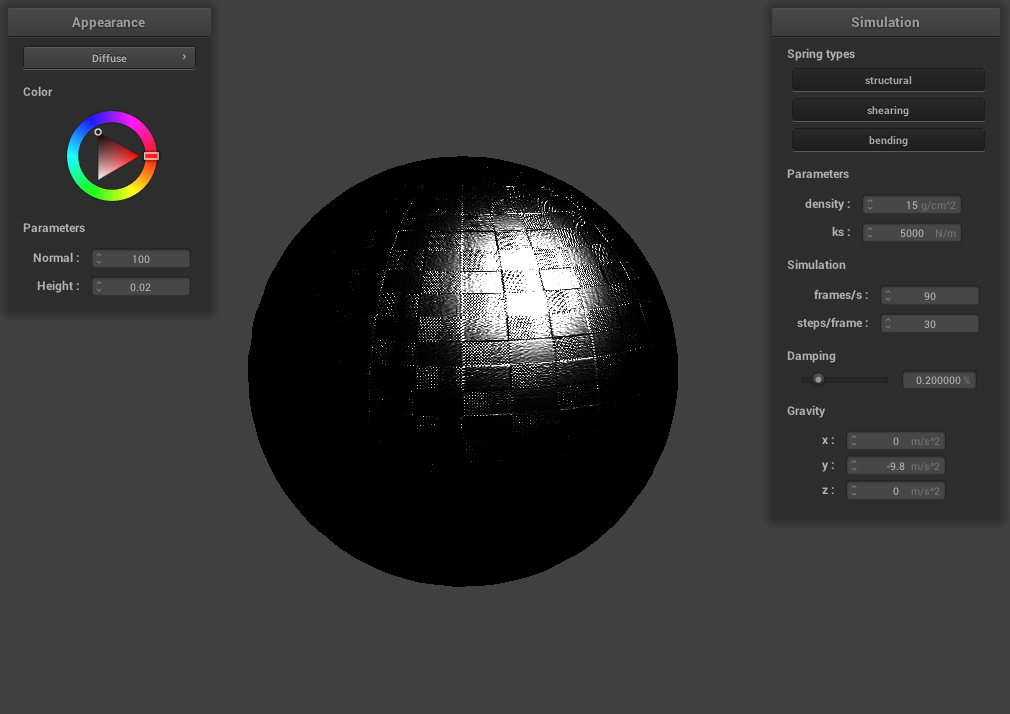 Appearance
Diffuse
Color
Parameters
Normal : 100
Height : 0.02
Simulation
Spring types
structural
shearing
bending
Parameters
density : 15 g/cm^2
ks : 5000 N/m
Simulation
frames/s : 90
steps/frame : 30
Damping
0.200000 %
Gravity
x : 0 m/s^2
y : -9.8 m/s^2
z : 0 m/s^2